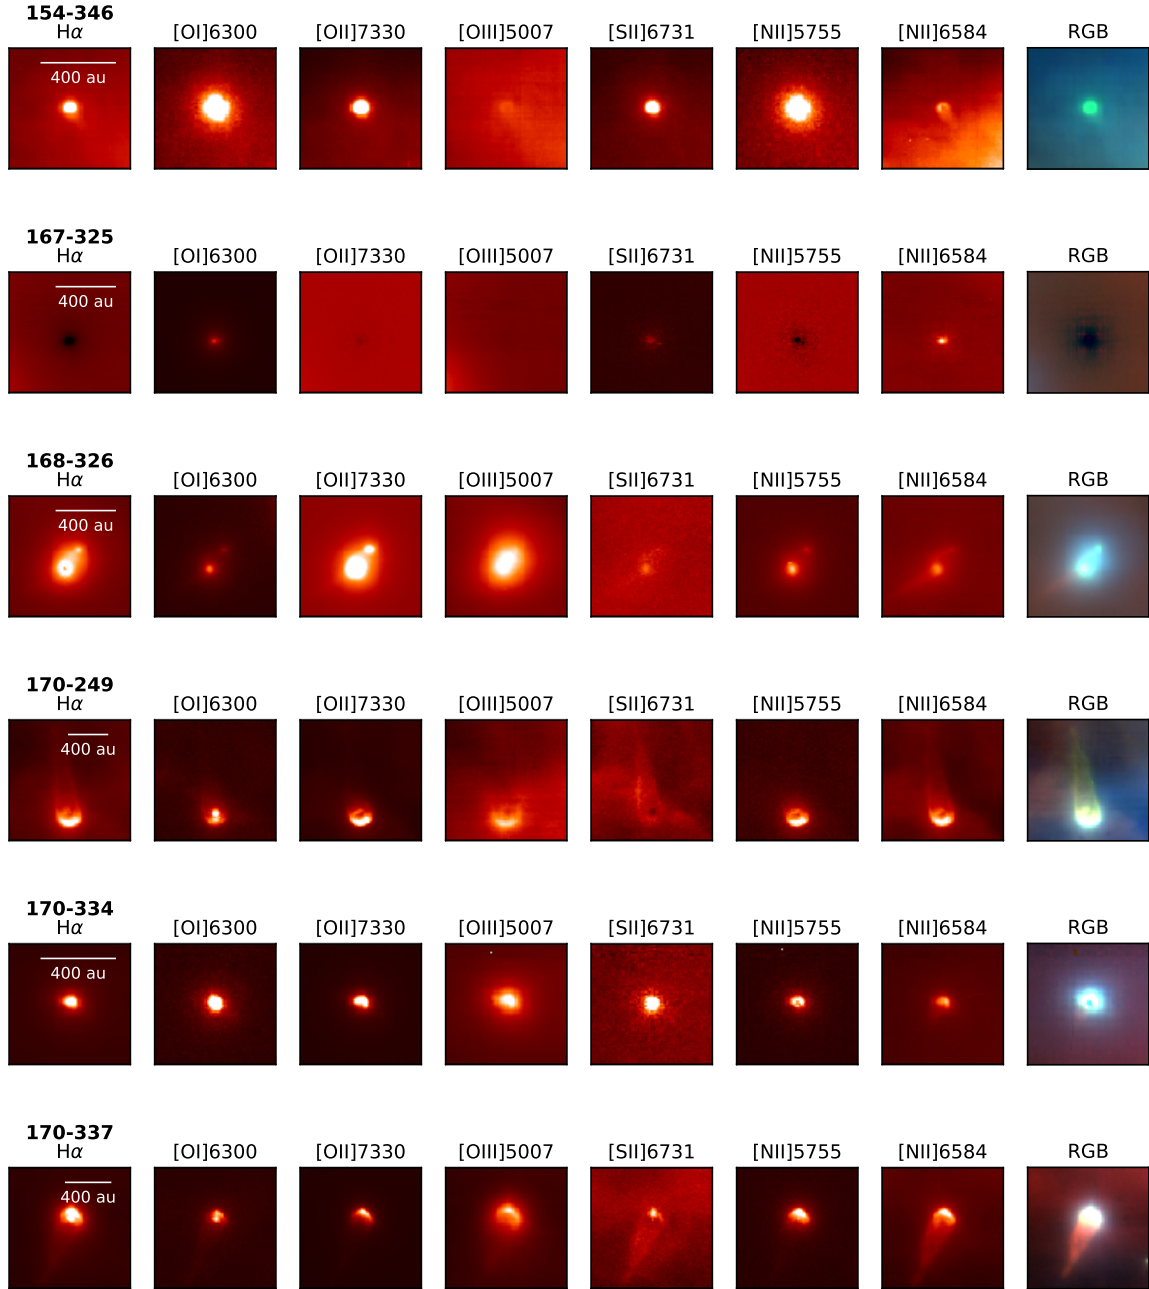 154-346
Hα [OI]6300 [OII]7330 [OIII]5007 [SII]6731 [NII]5755 [NII]6584 RGB
400 au
167-325
Hα [OI]6300 [OII]7330 [OIII]5007 [SII]6731 [NII]5755 [NII]6584 RGB
400 au
168-326
Hα [OI]6300 [OII]7330 [OIII]5007 [SII]6731 [NII]5755 [NII]6584 RGB
400 au
170-249
Hα [OI]6300 [OII]7330 [OIII]5007 [SII]6731 [NII]5755 [NII]6584 RGB
400 au
170-334
Hα [OI]6300 [OII]7330 [OIII]5007 [SII]6731 [NII]5755 [NII]6584 RGB
400 au
170-337
Hα [OI]6300 [OII]7330 [OIII]5007 [SII]6731 [NII]5755 [NII]6584 RGB
400 au